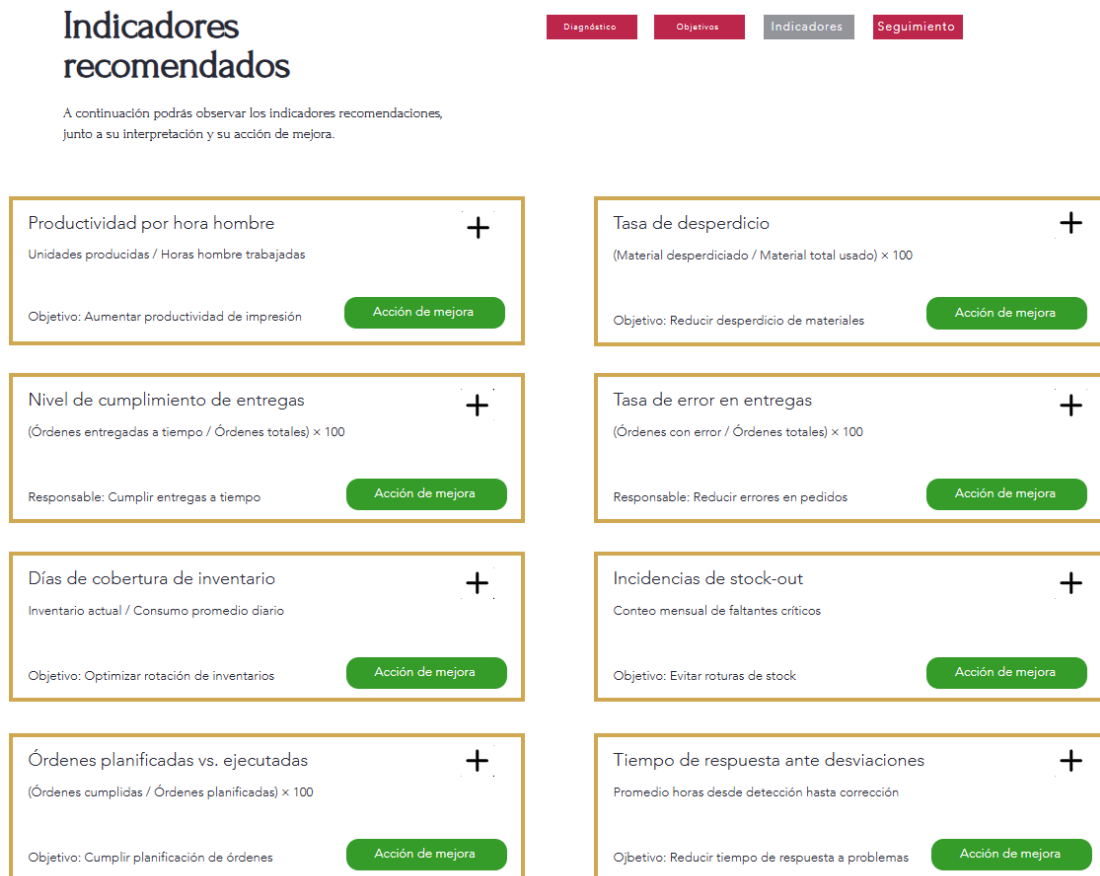 Indicadores
recomendados
Diagnóstico
Objetivos
Indicadores
Seguimiento
A continuación podrás observar los indicadores recomendaciones,
junto a su interpretación y su acción de mejora.
Productividad por hora hombre
Unidades producidas / Horas hombre trabajadas
Objetivo: Aumentar productividad de impresión
Acción de mejora
Tasa de desperdicio
(Material desperdiciado / Material total usado) × 100
Objetivo: Reducir desperdicio de materiales
Acción de mejora
Nivel de cumplimiento de entregas
(Órdenes entregadas a tiempo / Órdenes totales) × 100
Responsable: Cumplir entregas a tiempo
Acción de mejora
Tasa de error en entregas
(Órdenes con error / Órdenes totales) × 100
Responsable: Reducir errores en pedidos
Acción de mejora
Días de cobertura de inventario
Inventario actual / Consumo promedio diario
Objetivo: Optimizar rotación de inventarios
Acción de mejora
Incidencias de stock-out
Conteo mensual de faltantes críticos
Objetivo: Evitar roturas de stock
Acción de mejora
Órdenes planificadas vs. ejecutadas
(Órdenes cumplidas / Órdenes planificadas) × 100
Objetivo: Cumplir planificación de órdenes
Acción de mejora
Tiempo de respuesta ante desviaciones
Promedio horas desde detección hasta corrección
Ojbetivo: Reducir tiempo de respuesta a problemas
Acción de mejora